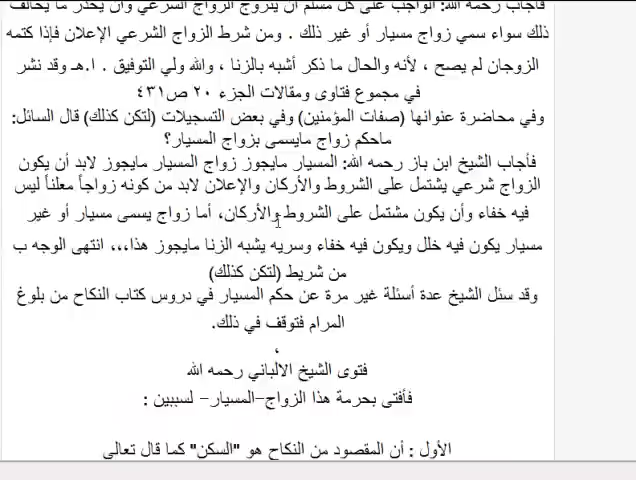 فأجاب رحمه الله: الواجب على كل مسلم أن يتزوج الزواج الشرعي وأن يحذر ما يخالف
ذلك سواء سمي زواج مسيار أو غير ذلك . ومن شرط الزواج الشرعي الإعلان فإذا كتمه
الزوجان لم يصح ، لأنه والحال ما ذكر أشبه بالزنا ، والله ولي التوفيق . ا.هـ وقد نشر
في مجموع فتاوى ومقالات الجزء ٢٠ ص٤٣١
وفي محاضرة عنوانها (صفات المؤمنين) وفي بعض التسجيلات (لتكن كذلك) قال السائل:
ماحكم زواج مايسمى بزواج المسيار؟
فأجاب الشيخ ابن باز رحمه الله: المسيار مايجوز زواج المسيار مايجوز لابد أن يكون
الزواج شرعي يشتمل على الشروط والأركان والإعلان لابد من كونه زواجاً معلناً ليس
فيه خفاء وأن يكون مشتمل على الشروط والأركان، أما زواج يسمى مسيار أو غير
مسيار يكون فيه خلل ويكون فيه خفاء وسريه يشبه الزنا مايجوز هذا،،، انتهى الوجه ب
من شريط (لتكن كذلك)
وقد سئل الشيخ عدة أسئلة غير مرة عن حكم المسيار في دروس كتاب النكاح من بلوغ
المرام فتوقف في ذلك.
،
فتوى الشيخ الألباني رحمه الله
فأفتى بحرمة هذا الزواج-المسيار- لسببين :
الأول : أن المقصود من النكاح هو "السكن" كما قال تعالى